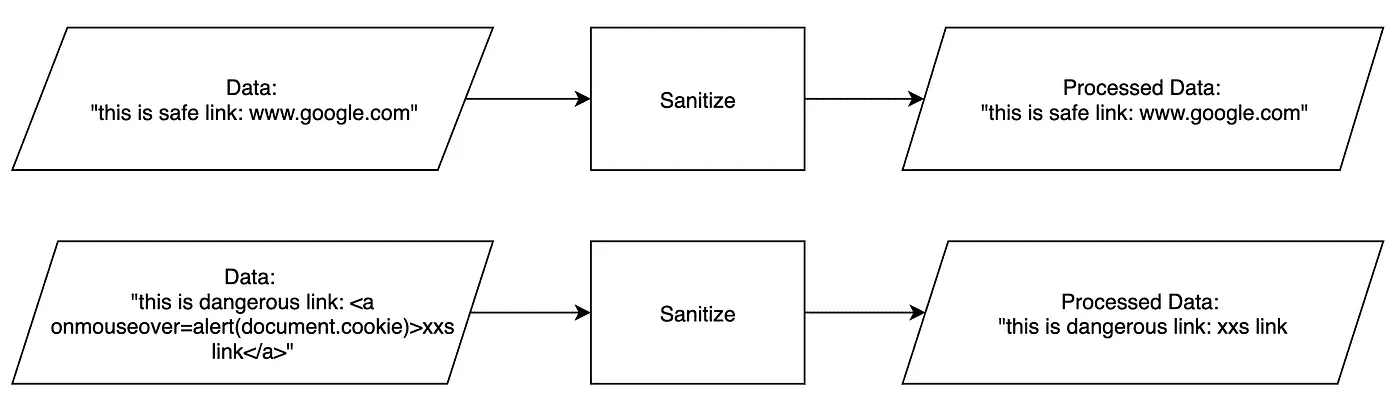 Data:
"this is safe link: www.google.com"
Sanitize
Processed Data:
"this is safe link: www.google.com"
Data:
"this is dangerous link: <a
onmouseover=alert(document.cookie)>xxs
link</a>"
Sanitize
Processed Data:
"this is dangerous link: xxs link